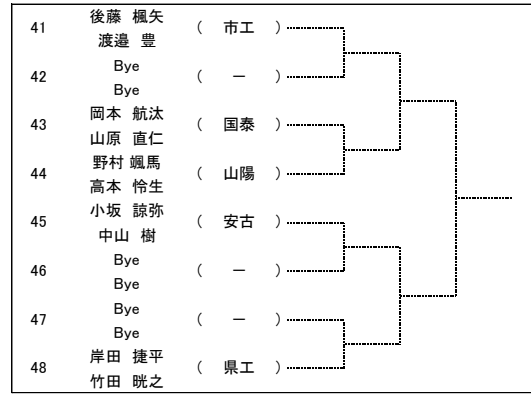 後藤 楓矢
41 ( 市工 )
渡邉 豊
Bye
42 ( － )
Bye
岡本 航汰
43 ( 国泰 )
山原 直仁
野村 颯馬
44 ( 山陽 )
高本 怜生
小坂 諒弥
45 ( 安古 )
中山 樹
Bye
46 ( － )
Bye
Bye
47 ( － )
Bye
岸田 捷平
48 ( 県工 )
竹田 晄之